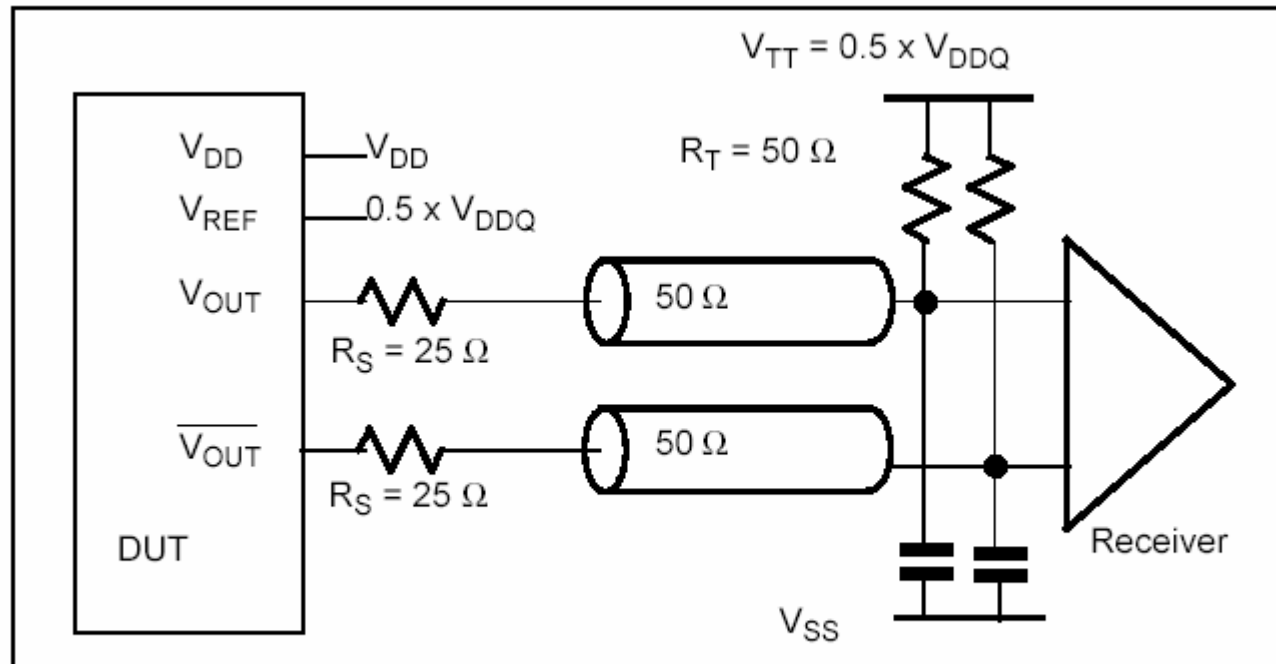 V_TT = 0.5 x V_DDQ
R_T = 50 Ω
V_DD
V_DD
V_REF
0.5 x V_DDQ
V_OUT
R_S = 25 Ω
50 Ω
V̅_O̅U̅T̅
R_S = 25 Ω
50 Ω
DUT
Receiver
V_SS